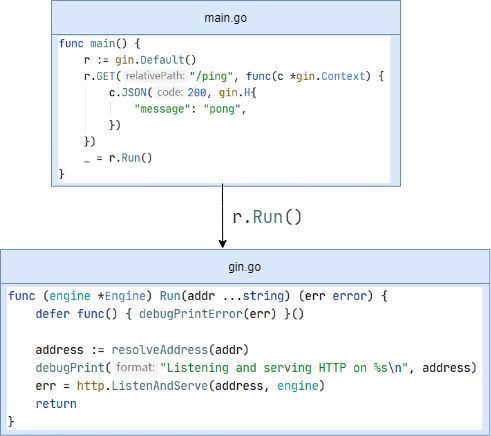 main.go
func main() {
    r := gin.Default()
    r.GET( relativePath: "/ping", func(c *gin.Context) {
        c.JSON( code: 200, gin.H{
            "message": "pong",
        })
    })
    _ = r.Run()
}
r.Run()
gin.go
func (engine *Engine) Run(addr ...string) (err error) {
    defer func() { debugPrintError(err) }()

    address := resolveAddress(addr)
    debugPrint( format: "Listening and serving HTTP on %s\n", address)
    err = http.ListenAndServe(address, engine)
    return
}